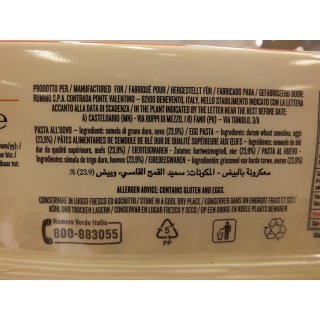 PRODOTTO PER/ MANUFACTURED FOR/ FABRIQUÉ POUR/ HERGESTELLT FÜR/ FABRICADO PARA/ GEFABRICEERD DOOR
RUMMO S.P.A. CONTRADA PONTE VALENTINO – 82100 BENEVENTO, ITALY, NELLO STABILIMENTO INDICATO CON LA LETTERA
ACCANTO ALLA DATA DI SCADENZA/ IN THE PLANT INDICATED BY THE LETTER NEAR THE BEST BEFORE DATE:
A) CASTELDARIO (MN) – VIA ROPPI DI MEZZO, 1 B) FANO (PU) – VIA TONIOLO, 3/A
PASTA ALL'UOVO – Ingredienti: semola di grano duro, uova (23,9%) / EGG PASTA – Ingredients: durum wheat semolina, eggs
(23,9%) / PÂTES ALIMENTAIRES DE SEMOULE DE BLÉ DUR DE QUALITÉ SUPÉRIEURE AUX ŒUFS – Ingrédients: semoule de blé
dur de qualité supérieure, œufs (23,9%) / EIERNUDELN – Zutaten: hartweizengrieß, eier (23,9%) / PASTA AL HUEVO –
Ingredientes: sémola de trigo duro, huevos (23,9%) / EIERDEEGWAREN – Ingrediënten: griesmeel van harde tarwe, eieren (23,9%).
معكرونة بالبيض - المكونات: سميد القمح القاسي، وبيض (23.9) %.
ALLERGEN ADVICE: CONTAINS GLUTEN AND EGGS.
CONSERVARE IN LUOGO FRESCO ED ASCIUTTO / STORE IN A COOL DRY PLACE / CONSERVER DANS EN ENDROIT FRAIS ET SEC/
KÜHL UND TROCKEN LAGERN / CONSERVAR EN LUGAR FRESCO Y SECO/ OP EEN DROGE EN KOELE PLAATS BEWAREN
Numero Verde Italia
800-883055
5
PP
e